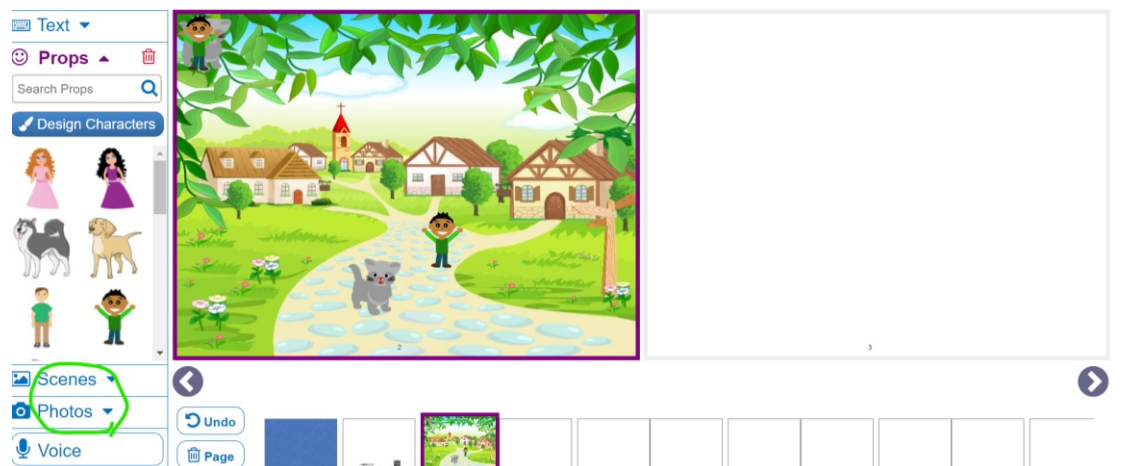 Text
Props
Search Props
Design Characters
Scenes
Photos
Voice
2
3
Undo
Page